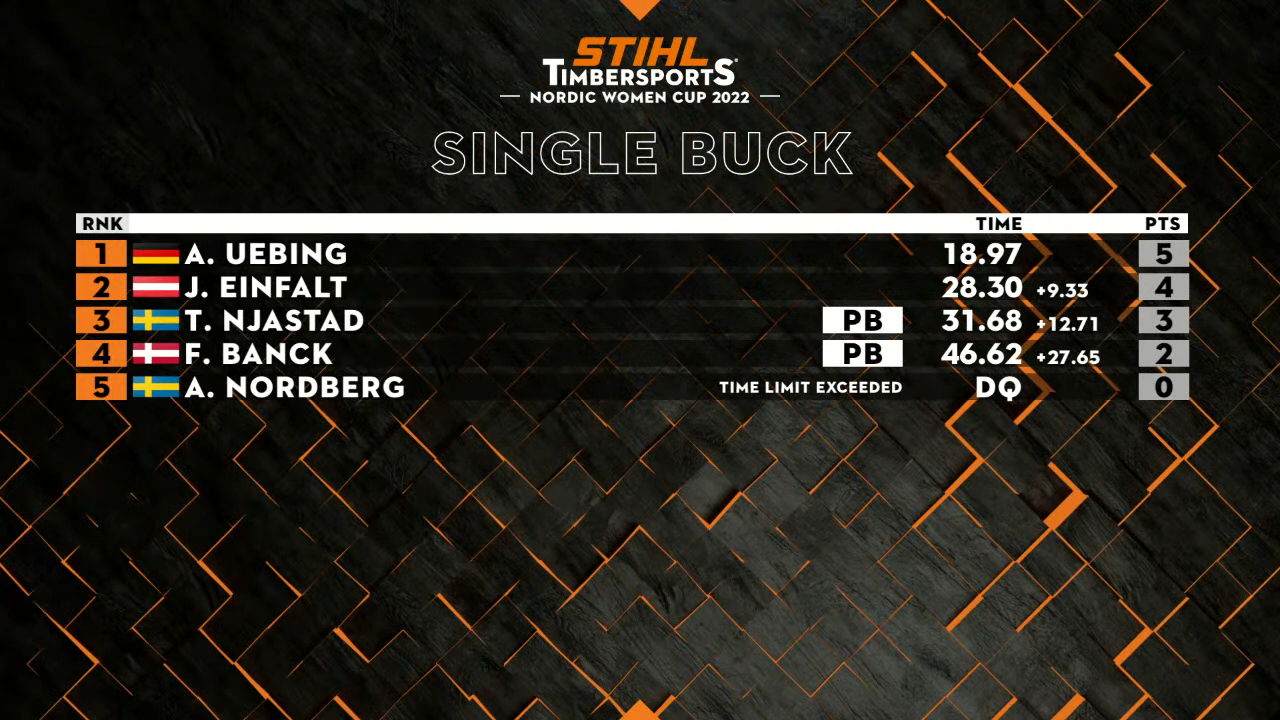 STIHL
TIMBERSPORTS
NORDIC WOMEN CUP 2022
SINGLE BUCK
RNK TIME PTS
1 A. UEBING 18.97 5
2 J. EINFALT 28.30 +9.33 4
3 T. NJASTAD PB 31.68 +12.71 3
4 F. BANCK PB 46.62 +27.65 2
5 A. NORDBERG TIME LIMIT EXCEEDED DQ 0